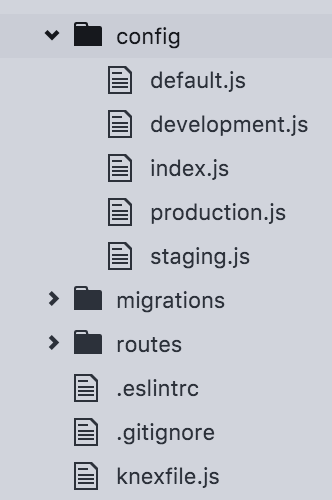 config
default.js
development.js
index.js
production.js
staging.js
migrations
routes
.eslintrc
.gitignore
knexfile.js